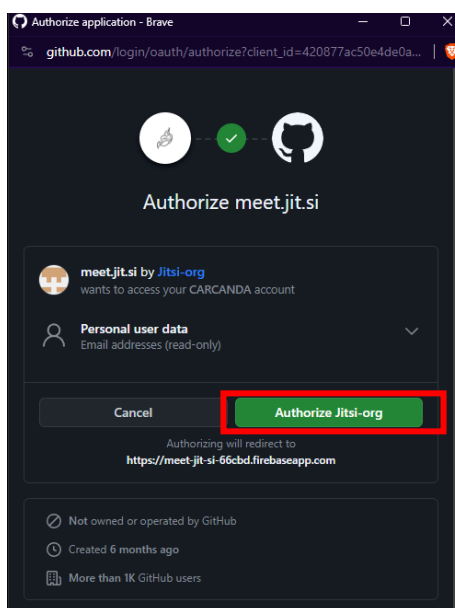 Authorize application - Brave
github.com/login/oauth/authorize?client_id=420877ac50e4de0a...
Authorize meet.jit.si
meet.jit.si by Jitsi-org
wants to access your CARCANDA account
Personal user data
Email addresses (read-only)
Cancel
Authorize Jitsi-org
Authorizing will redirect to
https://meet-jit-si-66cbd.firebaseapp.com
Not owned or operated by GitHub
Created 6 months ago
More than 1K GitHub users